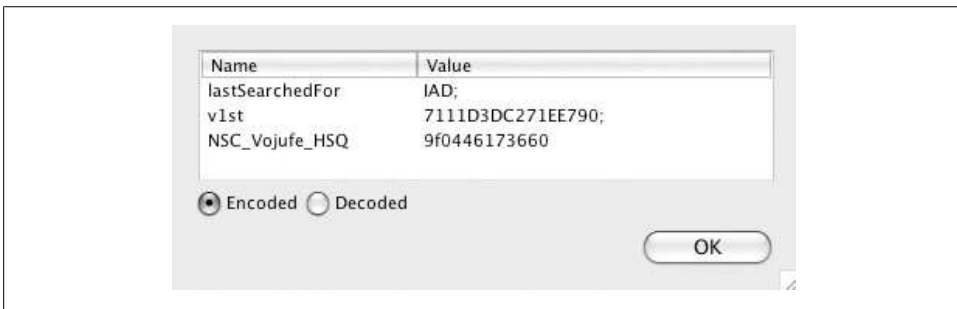 Name Value
lastSearchedFor IAD;
v1st 7111D3DC271EE790;
NSC_Vojufe_HSQ 9f0446173660
Encoded Decoded
OK